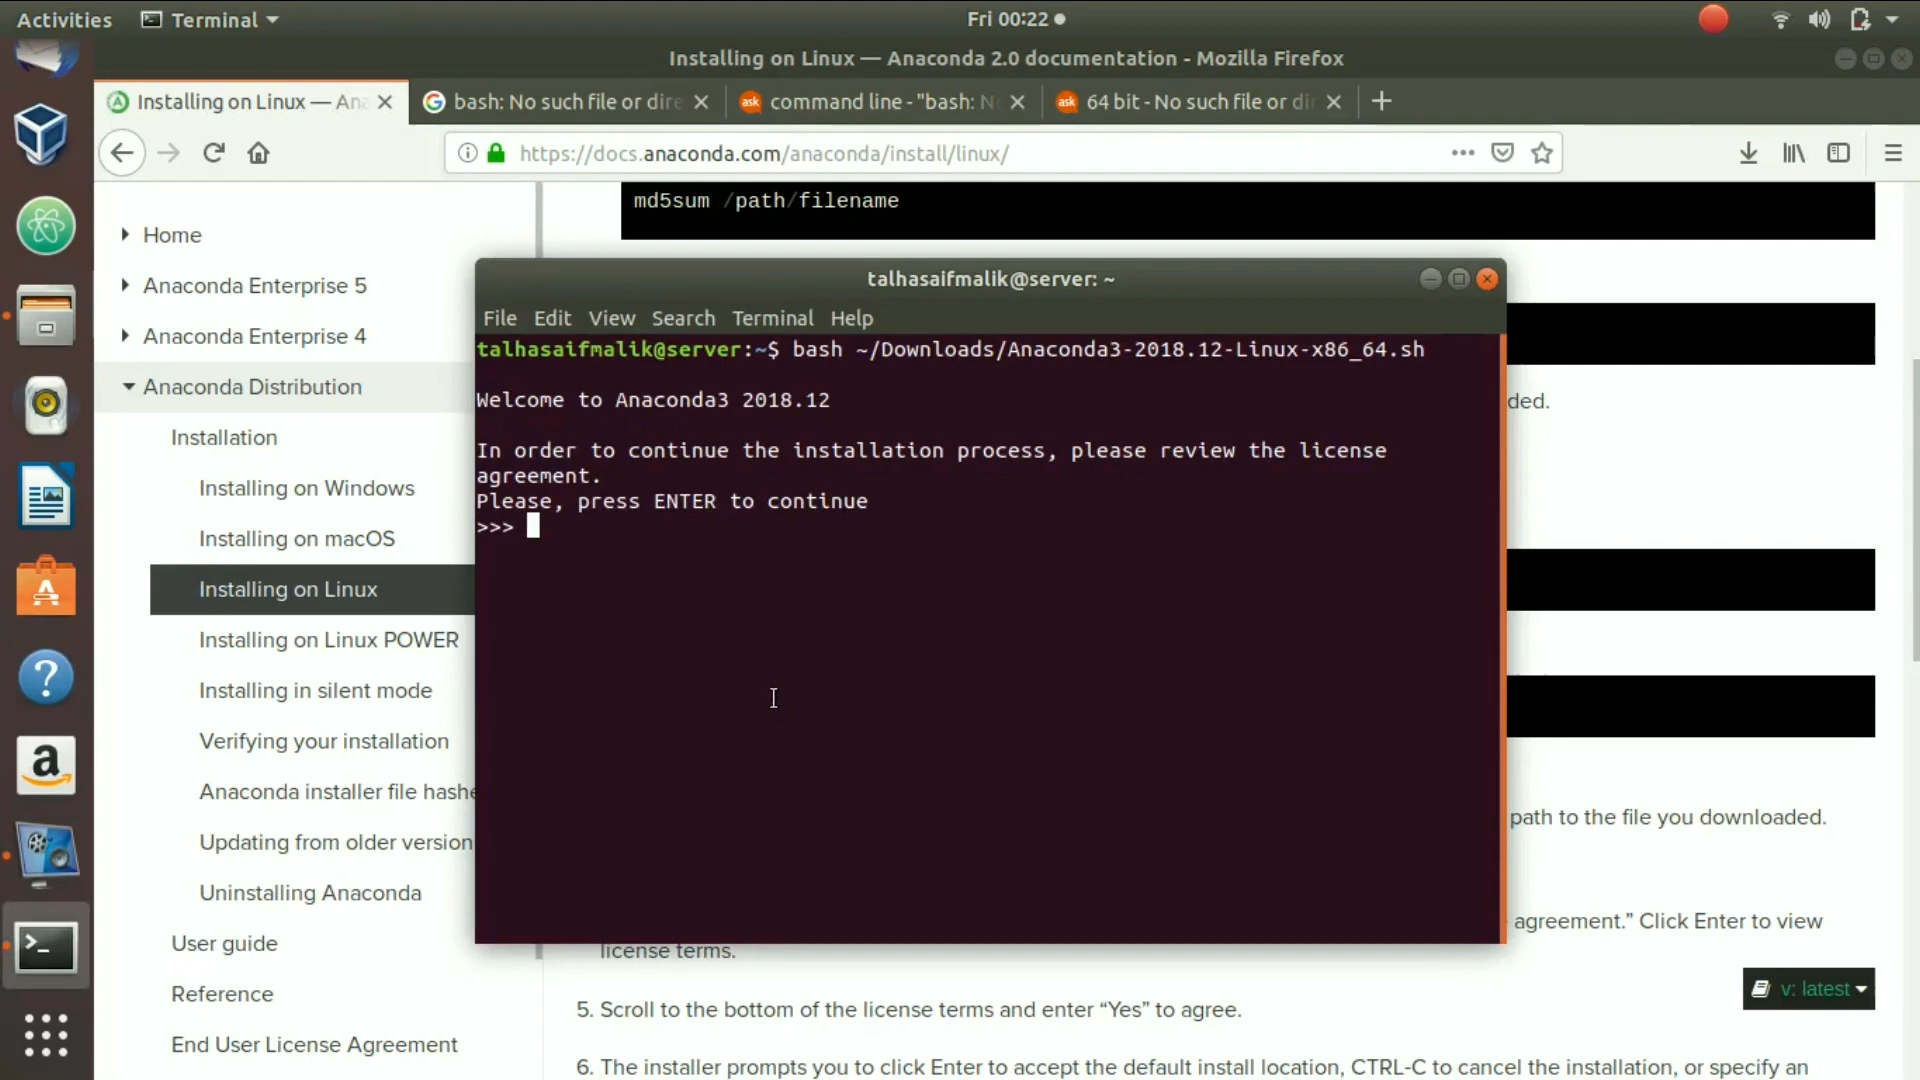 Activities
Terminal
Fri 00:22
Installing on Linux — Anaconda 2.0 documentation - Mozilla Firefox
Installing on Linux — Ana
bash: No such file or dire
command line - "bash: No
64 bit - No such file or di
https://docs.anaconda.com/anaconda/install/linux/
md5sum /path/filename
Home
Anaconda Enterprise 5
Anaconda Enterprise 4
Anaconda Distribution
Installation
Installing on Windows
Installing on macOS
Installing on Linux
Installing on Linux POWER
Installing in silent mode
Verifying your installation
Anaconda installer file hashe
Updating from older version
Uninstalling Anaconda
User guide
Reference
End User License Agreement
talhasaifmalik@server: ~
File Edit View Search Terminal Help
talhasaifmalik@server:~$ bash ~/Downloads/Anaconda3-2018.12-Linux-x86_64.sh
Welcome to Anaconda3 2018.12
In order to continue the installation process, please review the license
agreement.
Please, press ENTER to continue
>>>
ded.
path to the file you downloaded.
agreement.” Click Enter to view
license terms.
v: latest
5. Scroll to the bottom of the license terms and enter “Yes” to agree.
6. The installer prompts you to click Enter to accept the default install location, CTRL-C to cancel the installation, or specify an